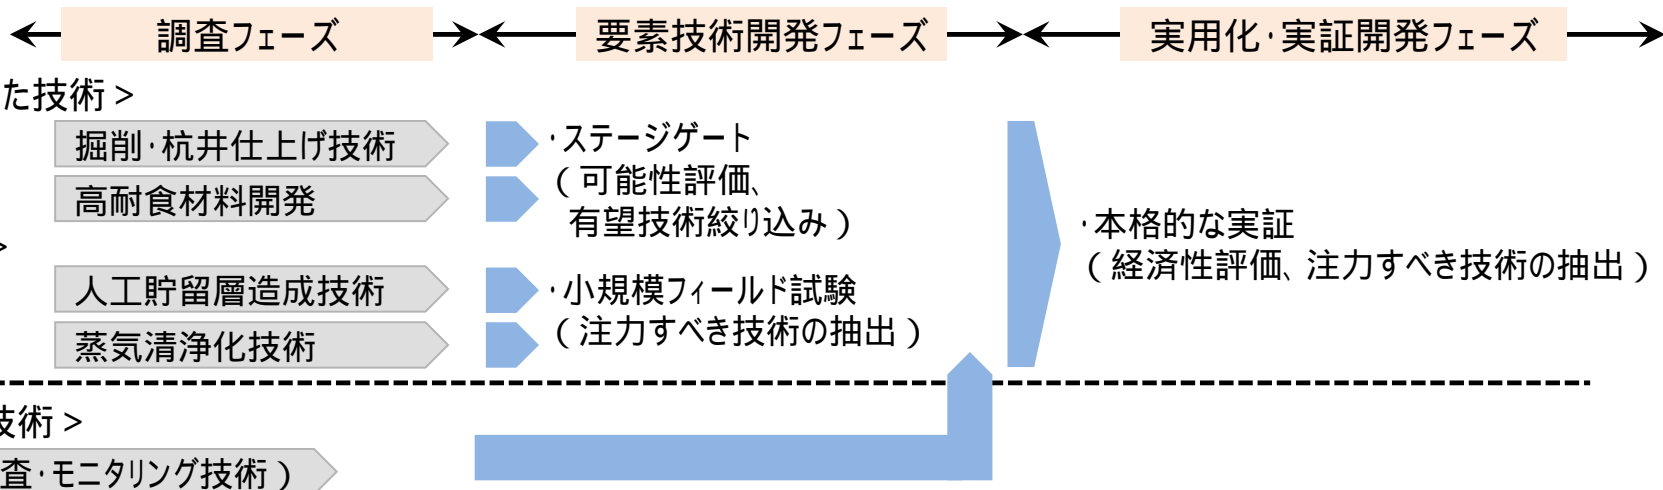 調査フェーズ
要素技術開発フェーズ
実用化・実証開発フェーズ
た技術>
掘削・杭井仕上げ技術
高耐食材料開発
>
人工貯留層造成技術
蒸気清浄化技術
・ステージゲート
(可能性評価、
有望技術絞り込み)
・小規模フィールド試験
(注力すべき技術の抽出)
・本格的な実証
(経済性評価、注力すべき技術の抽出)
技術>
査・モニタリング技術)